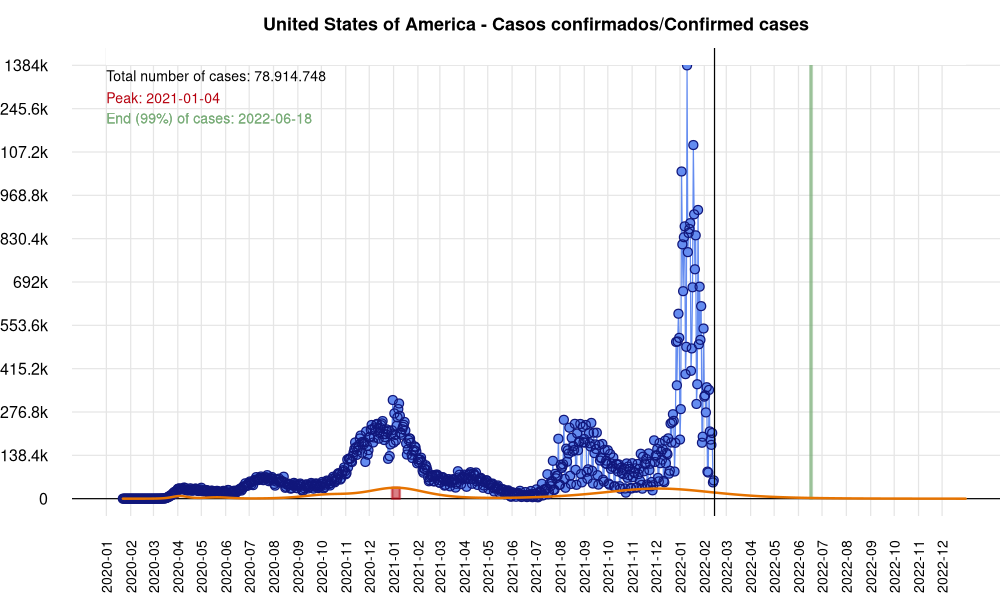 United States of America - Casos confirmados/Confirmed cases
Total number of cases: 78.914.748
Peak: 2021-01-04
End (99%) of cases: 2022-06-18
1384k
245.6k
107.2k
968.8k
830.4k
692k
553.6k
415.2k
276.8k
138.4k
0
2020-01
2020-02
2020-03
2020-04
2020-05
2020-06
2020-07
2020-08
2020-09
2020-10
2020-11
2020-12
2021-01
2021-02
2021-03
2021-04
2021-05
2021-06
2021-07
2021-08
2021-09
2021-10
2021-11
2021-12
2022-01
2022-02
2022-03
2022-04
2022-05
2022-06
2022-07
2022-08
2022-09
2022-10
2022-11
2022-12